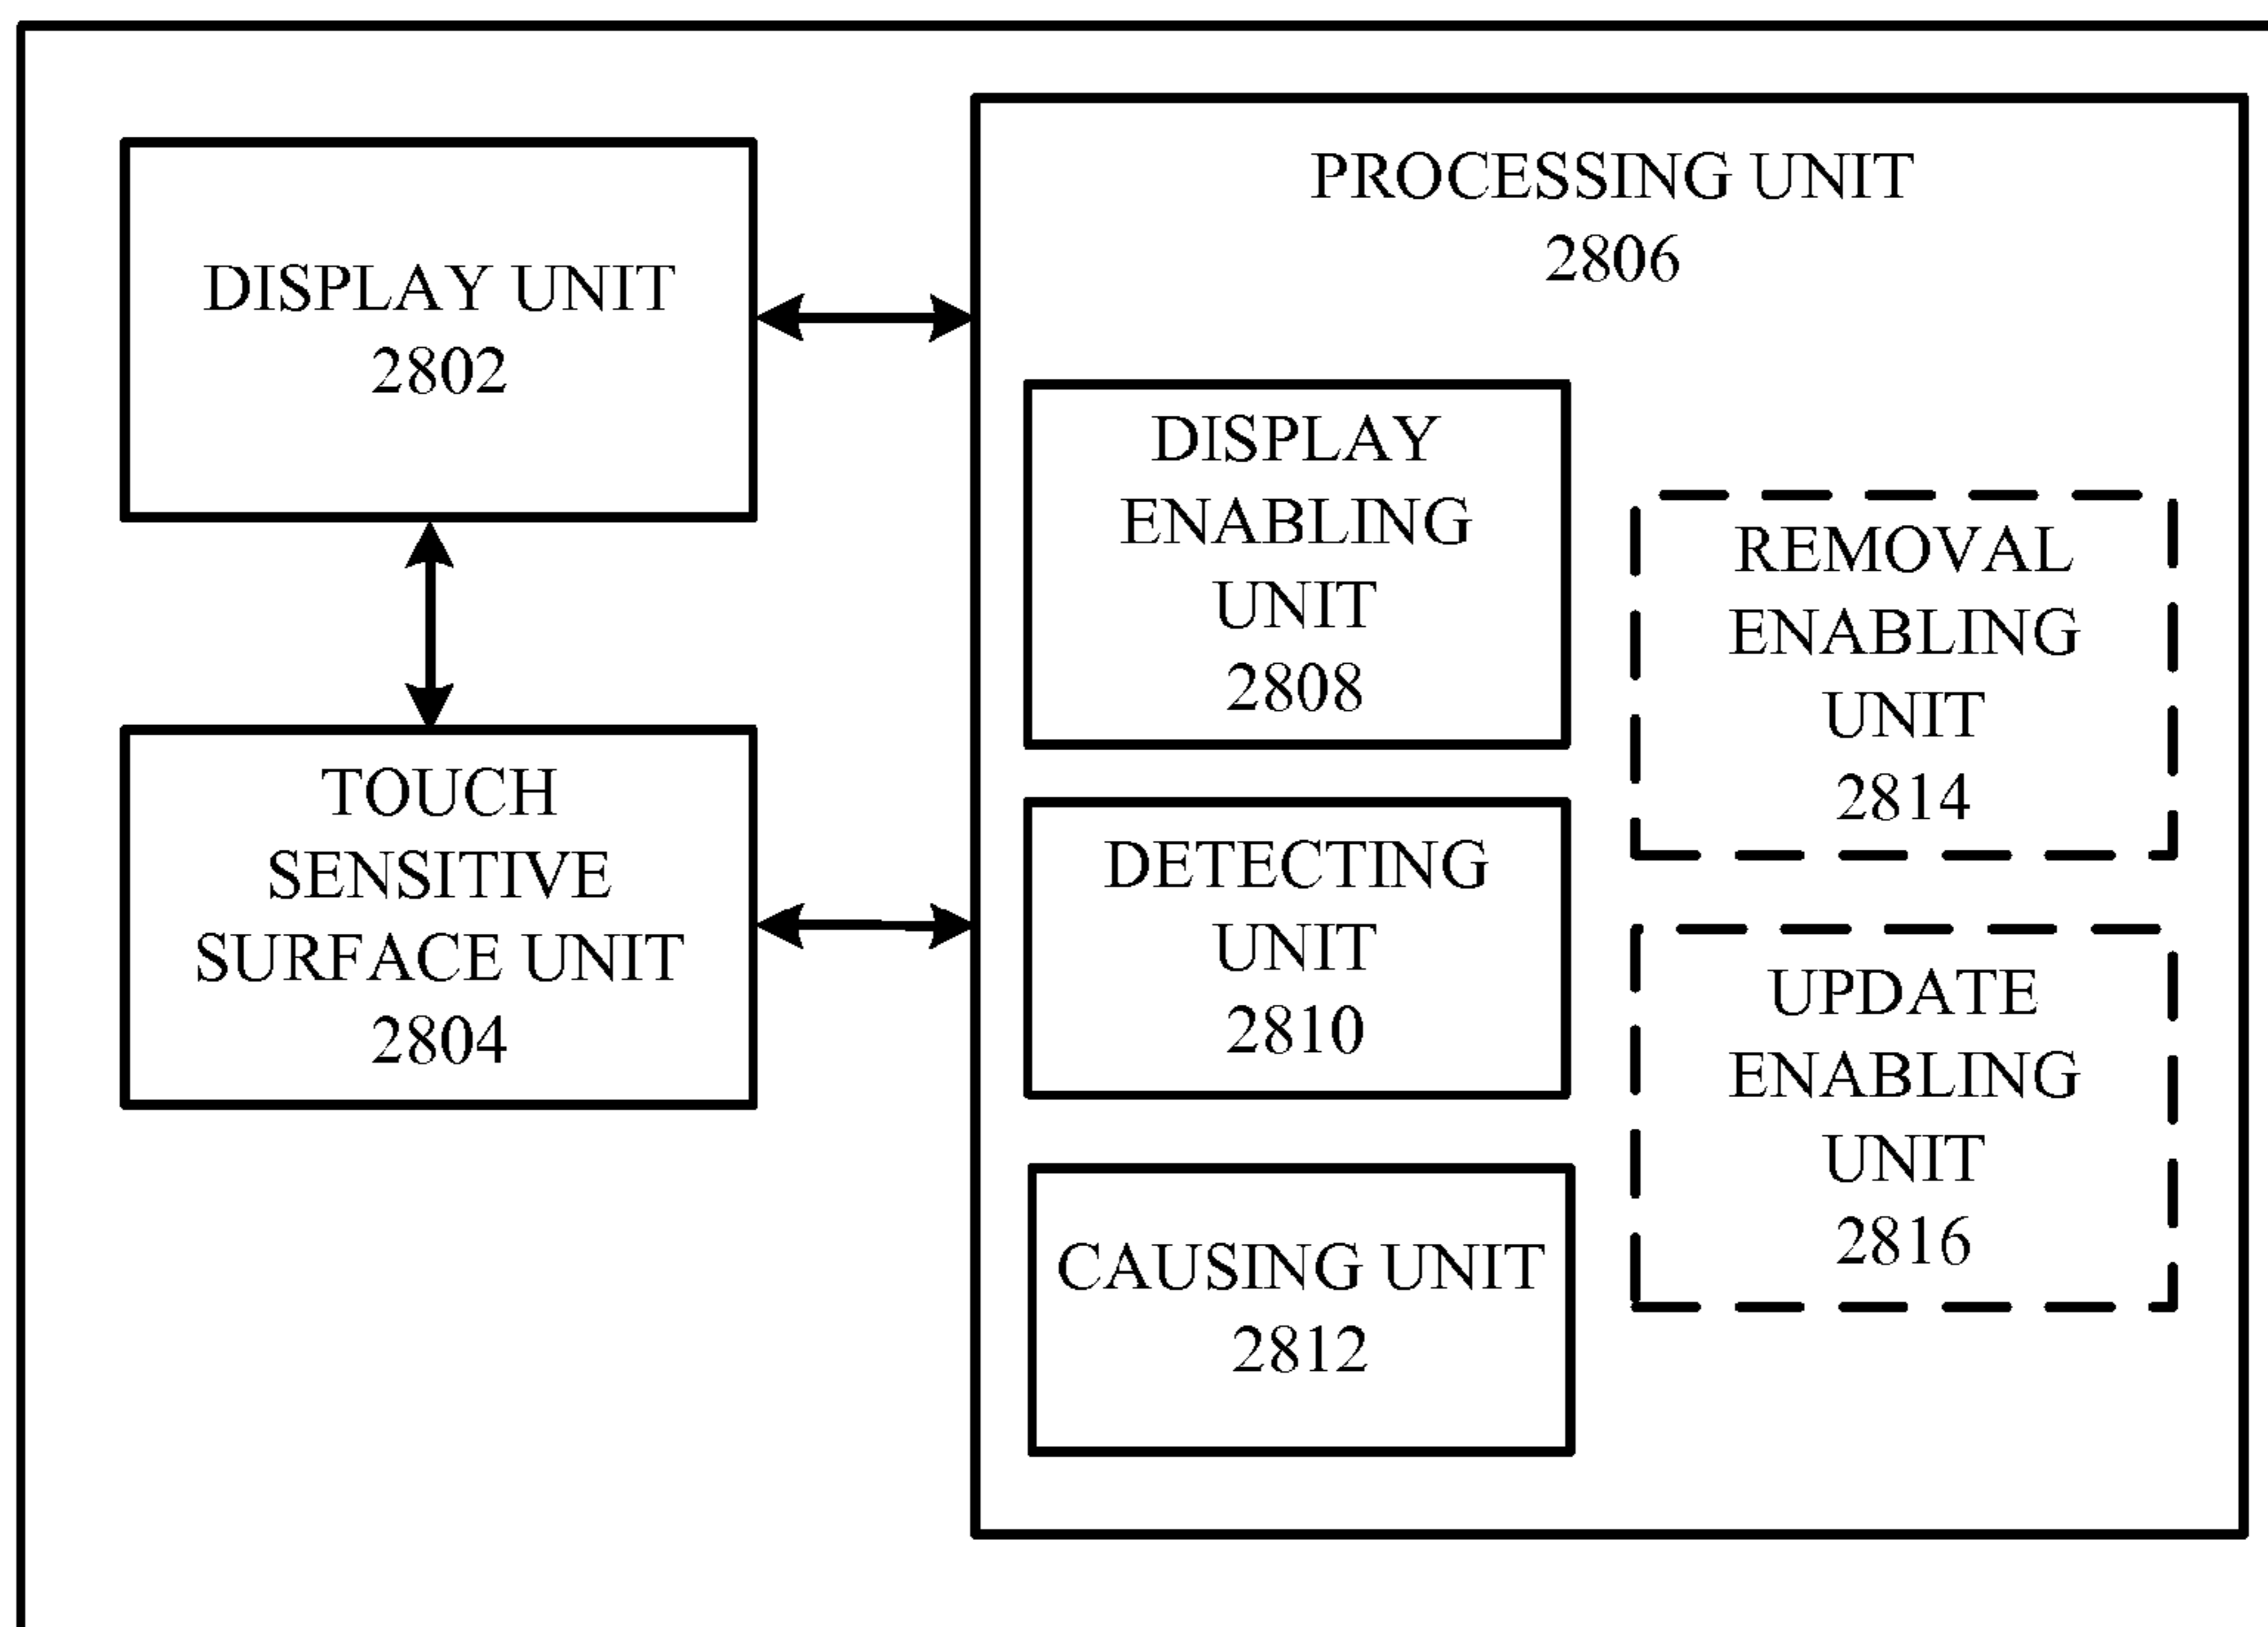 DISPLAY UNIT
2802
TOUCH
SENSITIVE
SURFACE UNIT
2804
PROCESSING UNIT
2806
DISPLAY
ENABLING
UNIT
2808
DETECTING
UNIT
2810
CAUSING UNIT
2812
REMOVAL
ENABLING
UNIT
2814
UPDATE
ENABLING
UNIT
2816